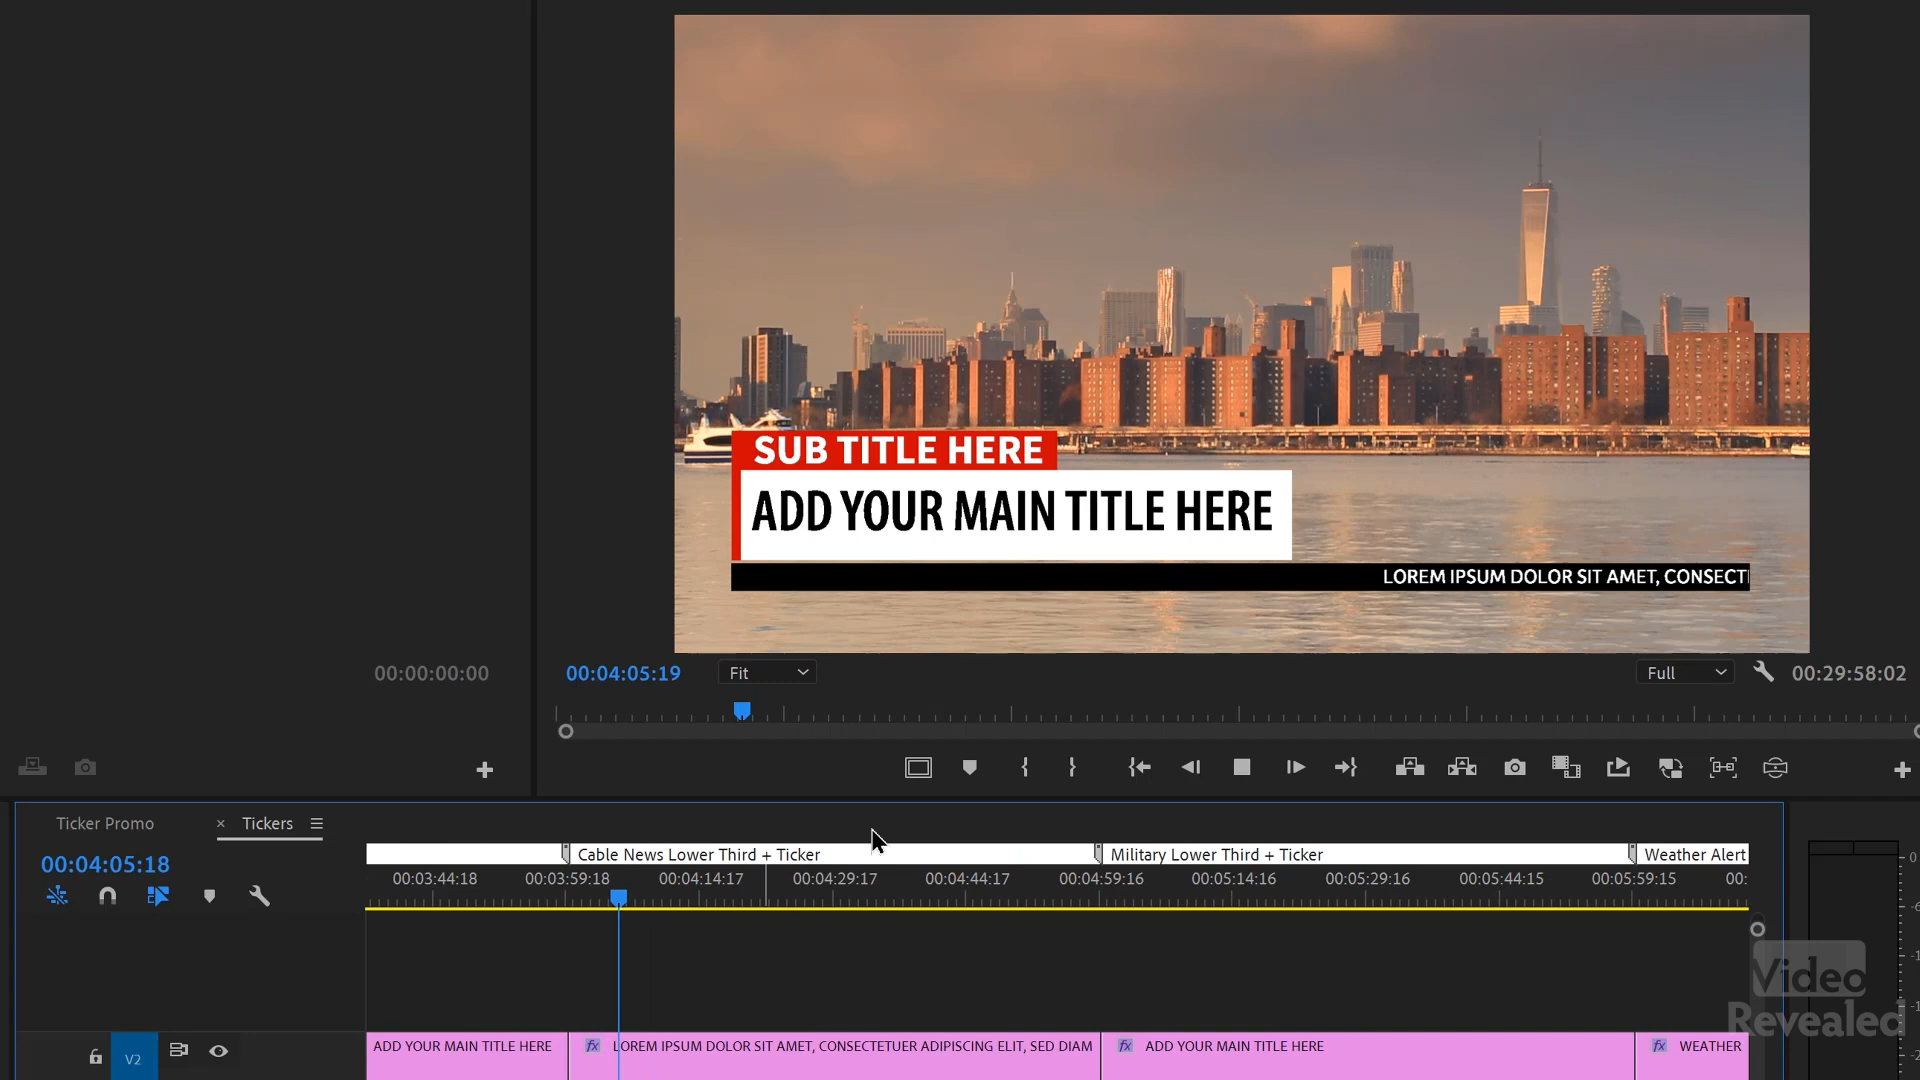 SUB TITLE HERE
ADD YOUR MAIN TITLE HERE
LOREM IPSUM DOLOR SIT AMET, CONSECT
00:00:00:00
00:04:05:19
Fit
Full
00:29:58:02
Ticker Promo
× Tickers
00:04:05:18
Cable News Lower Third + Ticker
Military Lower Third + Ticker
Weather Alert
00:03:44:18
00:03:59:18
00:04:14:17
00:04:29:17
00:04:44:17
00:04:59:16
00:05:14:16
00:05:29:16
00:05:44:15
00:05:59:15
00:
0
Video
Revealed
V2
ADD YOUR MAIN TITLE HERE
fx LOREM IPSUM DOLOR SIT AMET, CONSECTETUER ADIPISCING ELIT, SED DIAM
fx ADD YOUR MAIN TITLE HERE
fx WEATHER